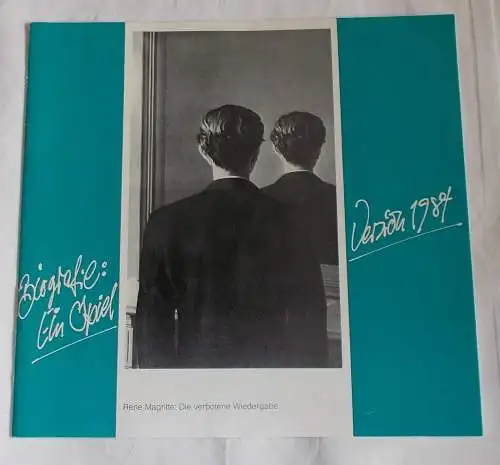 Biografie:
Ein Spiel
Version 1984
René Magritte: Die verbotene Wiedergabe